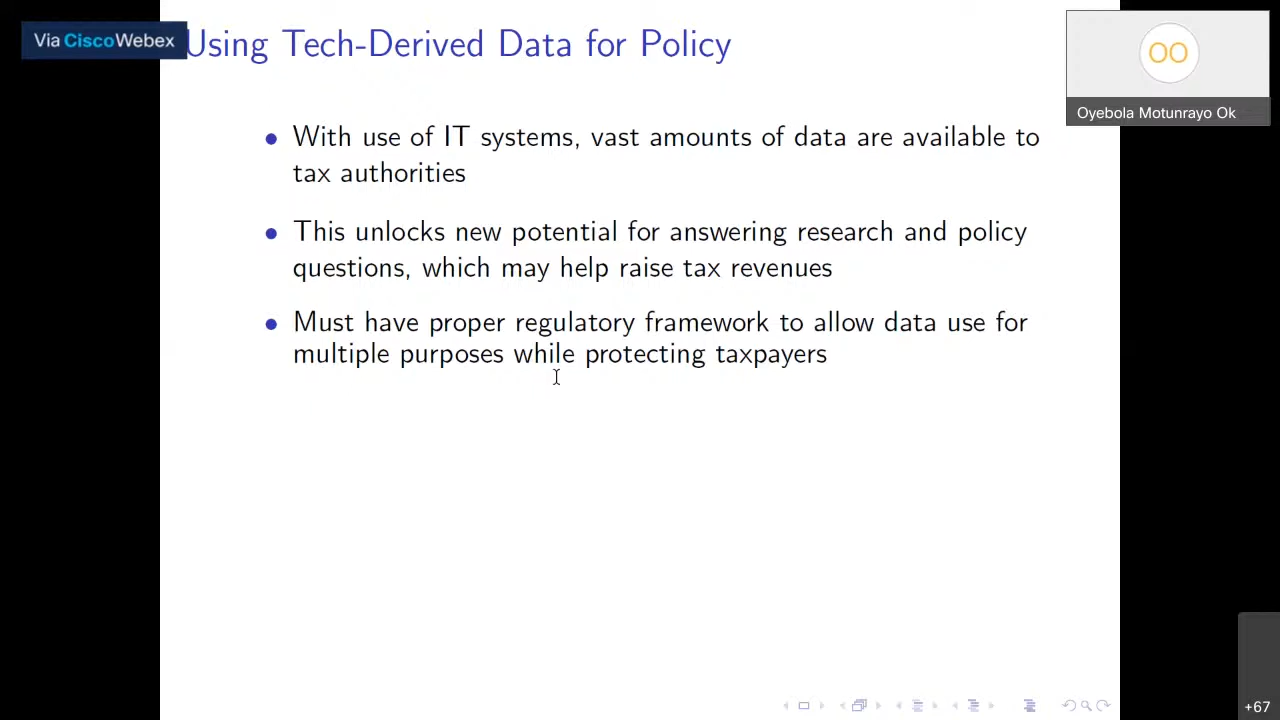 Via CiscoWebex
Using Tech-Derived Data for Policy
OO
Oyebola Motunrayo Ok
With use of IT systems, vast amounts of data are available to
tax authorities
This unlocks new potential for answering research and policy
questions, which may help raise tax revenues
Must have proper regulatory framework to allow data use for
multiple purposes while protecting taxpayers
+67